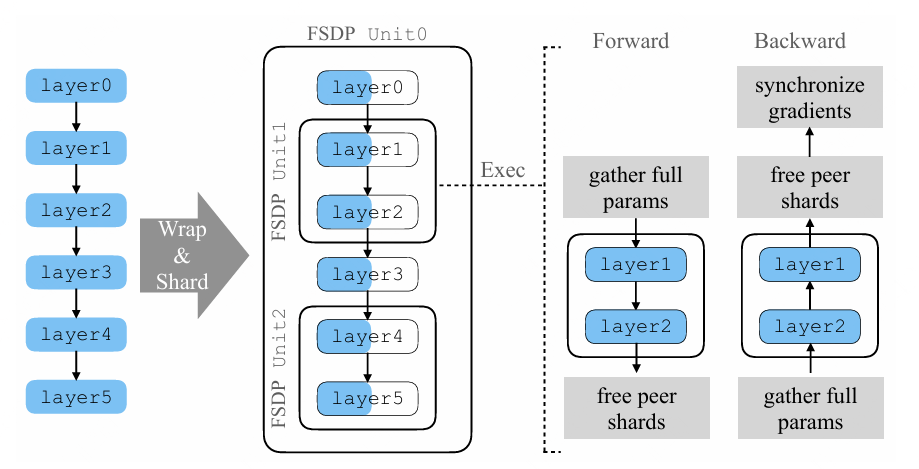 layer0
layer1
layer2
layer3
layer4
layer5
Wrap
&
Shard
FSDP Unit0
layer0
FSDP Unit1
layer1
layer2
layer3
FSDP Unit2
layer4
layer5
Exec
Forward
gather full
params
layer1
layer2
free peer
shards
Backward
synchronize
gradients
free peer
shards
layer1
layer2
gather full
params